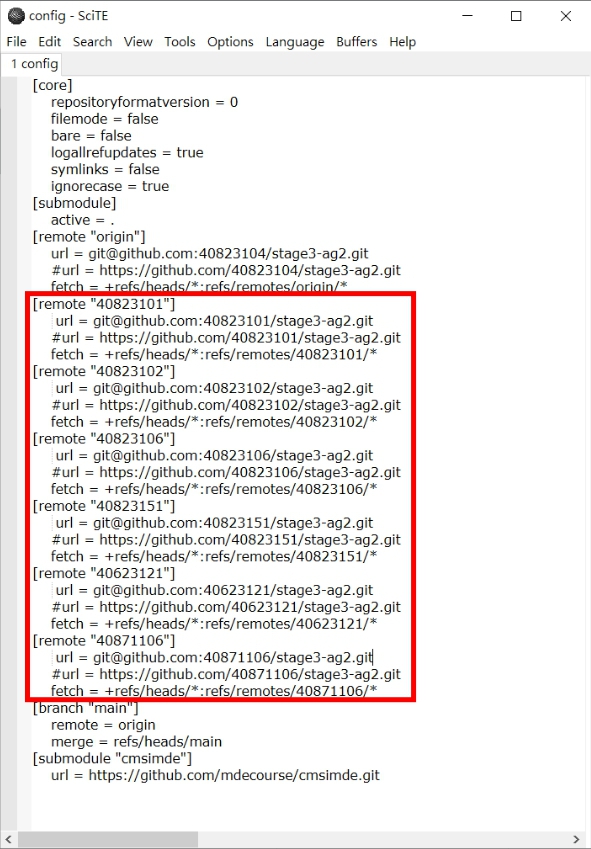 config - SciTE
File Edit Search View Tools Options Language Buffers Help
1 config
[core]
repositoryformatversion = 0
filemode = false
bare = false
logallrefupdates = true
symlinks = false
ignorecase = true
[submodule]
active = .
[remote "origin"]
url = git@github.com:40823104/stage3-ag2.git
#url = https://github.com/40823104/stage3-ag2.git
fetch = +refs/heads/*:refs/remotes/origin/*
[remote "40823101"]
url = git@github.com:40823101/stage3-ag2.git
#url = https://github.com/40823101/stage3-ag2.git
fetch = +refs/heads/*:refs/remotes/40823101/*
[remote "40823102"]
url = git@github.com:40823102/stage3-ag2.git
#url = https://github.com/40823102/stage3-ag2.git
fetch = +refs/heads/*:refs/remotes/40823102/*
[remote "40823106"]
url = git@github.com:40823106/stage3-ag2.git
#url = https://github.com/40823106/stage3-ag2.git
fetch = +refs/heads/*:refs/remotes/40823106/*
[remote "40823151"]
url = git@github.com:40823151/stage3-ag2.git
#url = https://github.com/40823151/stage3-ag2.git
fetch = +refs/heads/*:refs/remotes/40823151/*
[remote "40623121"]
url = git@github.com:40623121/stage3-ag2.git
#url = https://github.com/40623121/stage3-ag2.git
fetch = +refs/heads/*:refs/remotes/40623121/*
[remote "40871106"]
url = git@github.com:40871106/stage3-ag2.git
#url = https://github.com/40871106/stage3-ag2.git
fetch = +refs/heads/*:refs/remotes/40871106/*
[branch "main"]
remote = origin
merge = refs/heads/main
[submodule "cmsimde"]
url = https://github.com/mdecourse/cmsimde.git